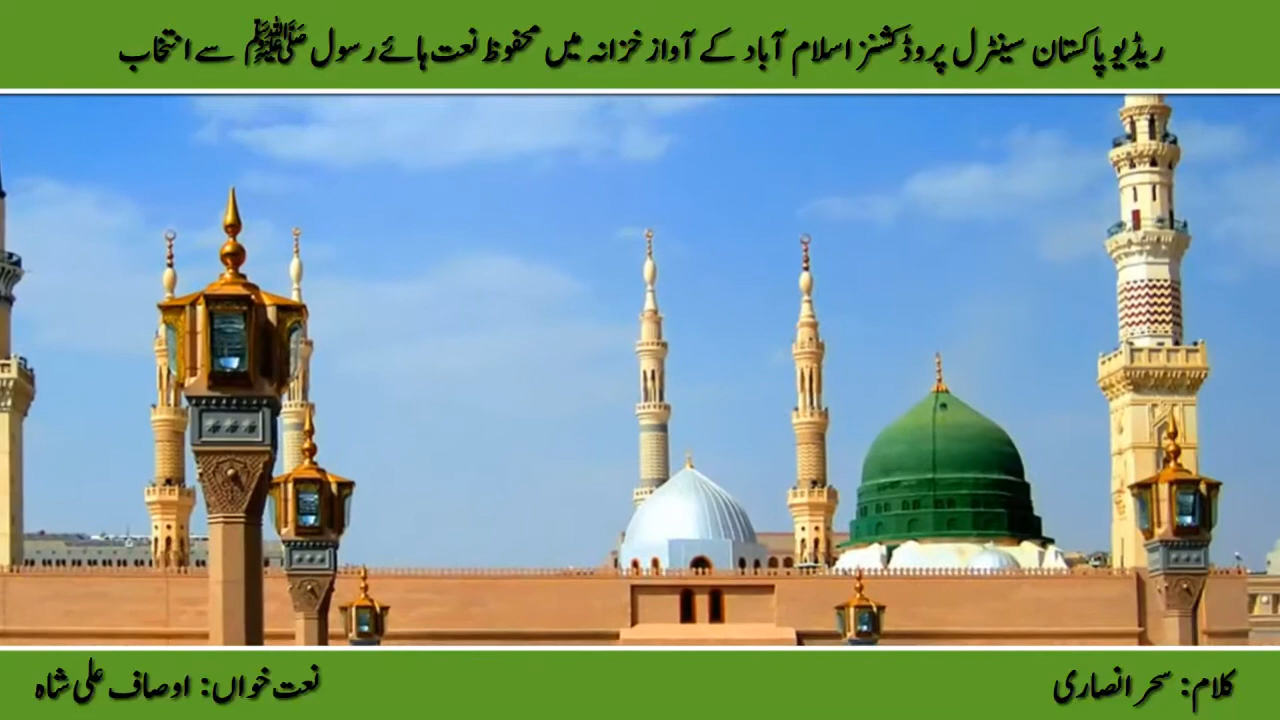 ریڈیو پاکستان سینٹرل پروڈکشنز اسلام آباد کے آواز خزانہ میں محفوظ نعت ہائے رسول ﷺ سے انتخاب
کلام: سحر انصاری
نعت خواں: اوصاف علی شاہ